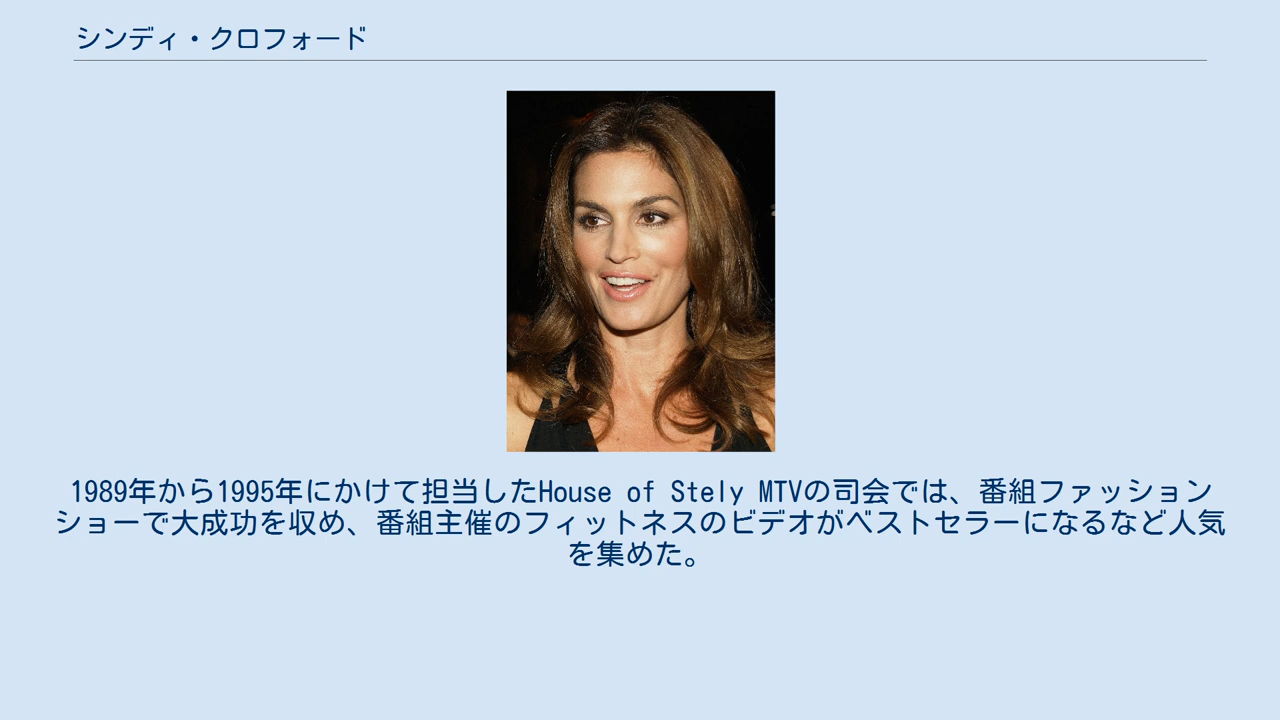 シンディ・クロフォード
1989年から1995年にかけて担当したHouse of Stely MTVの司会では、番組ファッション
ショーで大成功を収め、番組主催のフィットネスのビデオがベストセラーになるなど人気
を集めた。